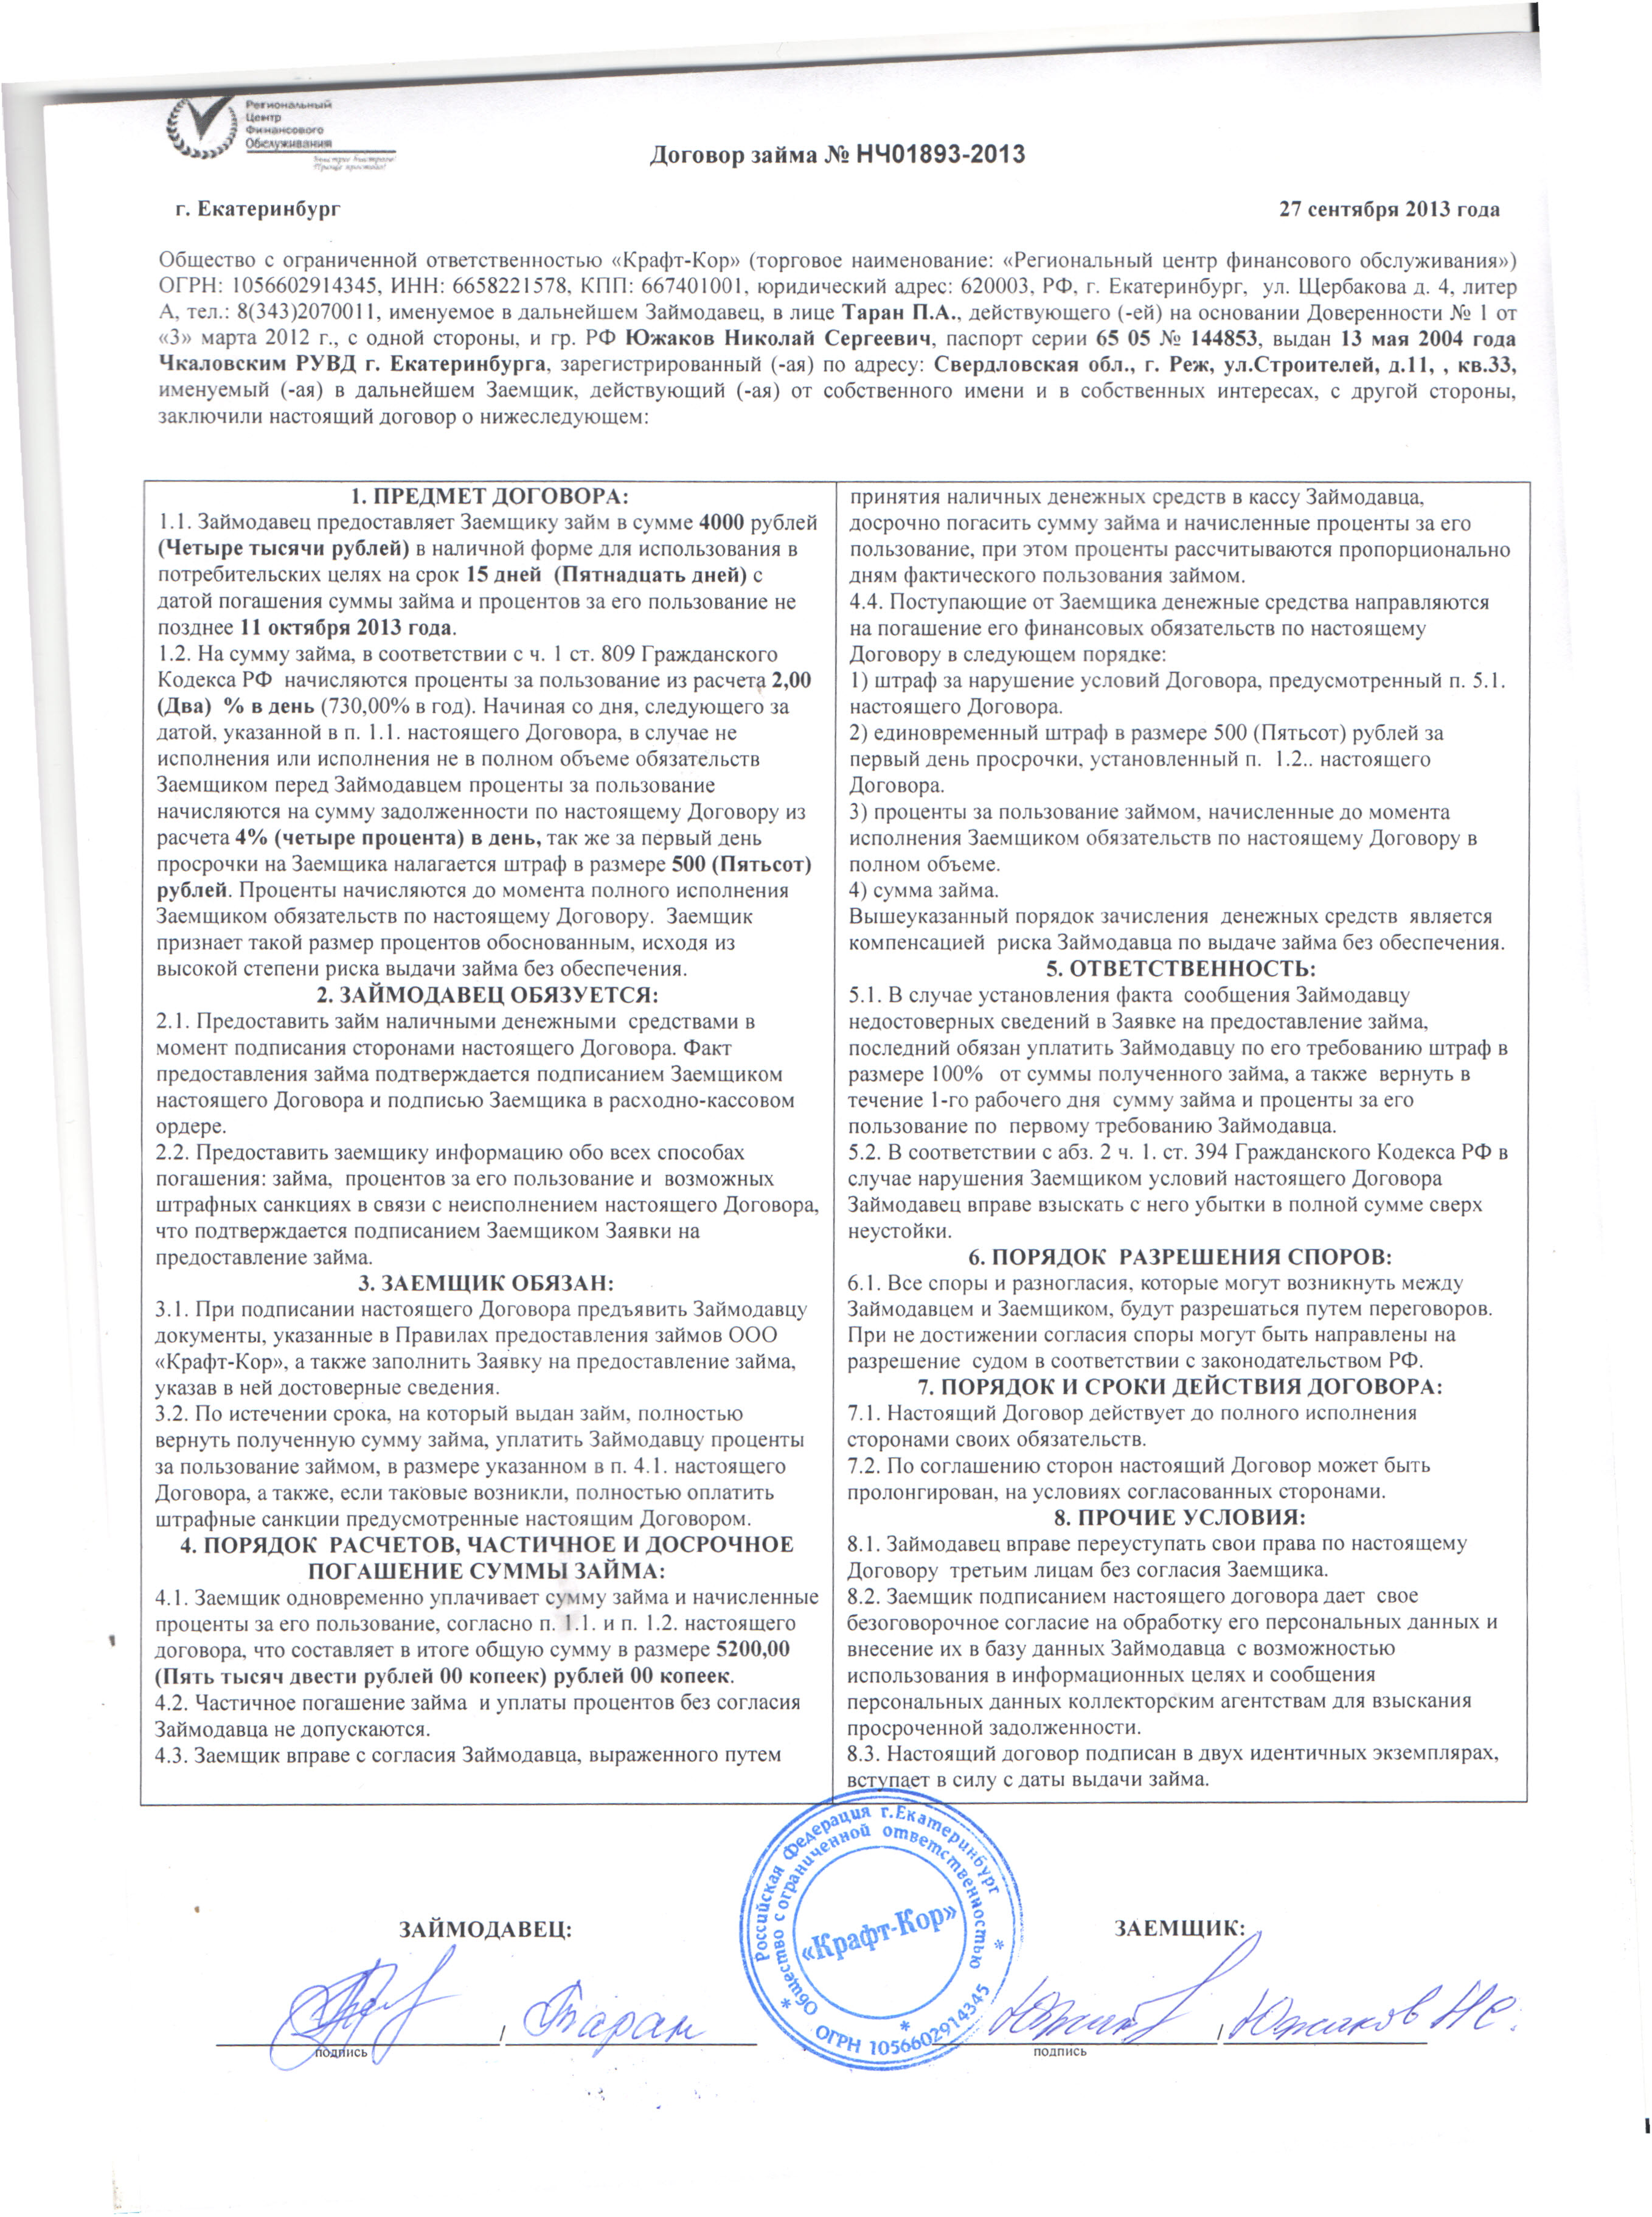 Региональный
Центр
Финансового
Обслуживания
Договор займа № НЧ01893-2013
г. Екатеринбург
27 сентября 2013 года
Общество с ограниченной ответственностью «Крафт-Кор» (торговое наименование: «Региональный центр финансового обслуживания»)
ОГРН: 1056602914345, ИНН: 6658221578, КПП: 667401001, юридический адрес: 620003, РФ, г. Екатеринбург, ул. Щербакова д. 4, литер
А, тел.: 8(343)2070011, именуемое в дальнейшем Займодавец, в лице Таран П.А., действующего (-ей) на основании Доверенности № 1 от
«3» марта 2012 г., с одной стороны, и гр. РФ Южаков Николай Сергеевич, паспорт серии 65 05 № 144853, выдан 13 мая 2004 года
Чкаловским РУВД г. Екатеринбурга, зарегистрированный (-ая) по адресу: Свердловская обл., г. Реж, ул.Строителей, д.11, , кв.33,
именуемый (-ая) в дальнейшем Заемщик, действующий (-ая) от собственного имени и в собственных интересах, с другой стороны,
заключили настоящий договор о нижеследующем:
1. ПРЕДМЕТ ДОГОВОРА:
1.1. Займодавец предоставляет Заемщику займ в сумме 4000 рублей
(Четыре тысячи рублей) в наличной форме для использования в
потребительских целях на срок 15 дней (Пятнадцать дней) с
датой погашения суммы займа и процентов за его пользование не
позднее 11 октября 2013 года.
1.2. На сумму займа, в соответствии с ч. 1 ст. 809 Гражданского
Кодекса РФ начисляются проценты за пользование из расчета 2,00
(Два) % в день (730,00% в год). Начиная со дня, следующего за
датой, указанной в п. 1.1. настоящего Договора, в случае не
исполнения или исполнения не в полном объеме обязательств
Заемщиком перед Займодавцем проценты за пользование
начисляются на сумму задолженности по настоящему Договору из
расчета 4% (четыре процента) в день, так же за первый день
просрочки на Заемщика налагается штраф в размере 500 (Пятьсот)
рублей. Проценты начисляются до момента полного исполнения
Заемщиком обязательств по настоящему Договору. Заемщик
признает такой размер процентов обоснованным, исходя из
высокой степени риска выдачи займа без обеспечения.
2. ЗАЙМОДАВЕЦ ОБЯЗУЕТСЯ:
2.1. Предоставить займ наличными денежными средствами в
момент подписания сторонами настоящего Договора. Факт
предоставления займа подтверждается подписанием Заемщиком
настоящего Договора и подписью Заемщика в расходно-кассовом
ордере.
2.2. Предоставить заемщику информацию обо всех способах
погашения: займа, процентов за его пользование и возможных
штрафных санкциях в связи с неисполнением настоящего Договора,
что подтверждается подписанием Заемщиком Заявки на
предоставление займа.
3. ЗАЕМЩИК ОБЯЗАН:
3.1. При подписании настоящего Договора предъявить Займодавцу
документы, указанные в Правилах предоставления займов ООО
«Крафт-Кор», а также заполнить Заявку на предоставление займа,
указав в ней достоверные сведения.
3.2. По истечении срока, на который выдан займ, полностью
вернуть полученную сумму займа, уплатить Займодавцу проценты
за пользование займом, в размере указанном в п. 4.1. настоящего
Договора, а также, если таковые возникли, полностью оплатить
штрафные санкции предусмотренные настоящим Договором.
4. ПОРЯДОК РАСЧЕТОВ, ЧАСТИЧНОЕ И ДОСРОЧНОЕ
ПОГАШЕНИЕ СУММЫ ЗАЙМА:
4.1. Заемщик одновременно уплачивает сумму займа и начисленные
проценты за его пользование, согласно п. 1.1. и п. 1.2. настоящего
договора, что составляет в итоге общую сумму в размере 5200,00
(Пять тысяч двести рублей 00 копеек) рублей 00 копеек.
4.2. Частичное погашение займа и уплаты процентов без согласия
Займодавца не допускаются.
4.3. Заемщик вправе с согласия Займодавца, выраженного путем
принятия наличных денежных средств в кассу Займодавца,
досрочно погасить сумму займа и начисленные проценты за его
пользование, при этом проценты рассчитываются пропорционально
дням фактического пользования займом.
4.4. Поступающие от Заемщика денежные средства направляются
на погашение его финансовых обязательств по настоящему
Договору в следующем порядке:
1) штраф за нарушение условий Договора, предусмотренный п. 5.1.
настоящего Договора.
2) единовременный штраф в размере 500 (Пятьсот) рублей за
первый день просрочки, установленный п. 1.2.. настоящего
Договора.
3) проценты за пользование займом, начисленные до момента
исполнения Заемщиком обязательств по настоящему Договору в
полном объеме.
4) сумма займа.
Вышеуказанный порядок зачисления денежных средств является
компенсацией риска Займодавца по выдаче займа без обеспечения.
5. ОТВЕТСТВЕННОСТЬ:
5.1. В случае установления факта сообщения Займодавцу
недостоверных сведений в Заявке на предоставление займа,
последний обязан уплатить Займодавцу по его требованию штраф в
размере 100% от суммы полученного займа, а также вернуть в
течение 1-го рабочего дня сумму займа и проценты за его
пользование по первому требованию Займодавца.
5.2. В соответствии с абз. 2 ч. 1. ст. 394 Гражданского Кодекса РФ в
случае нарушения Заемщиком условий настоящего Договора
Займодавец вправе взыскать с него убытки в полной сумме сверх
неустойки.
6. ПОРЯДОК РАЗРЕШЕНИЯ СПОРОВ:
6.1. Все споры и разногласия, которые могут возникнуть между
Займодавцем и Заемщиком, будут разрешаться путем переговоров.
При не достижении согласия споры могут быть направлены на
разрешение судом в соответствии с законодательством РФ.
7. ПОРЯДОК И СРОКИ ДЕЙСТВИЯ ДОГОВОРА:
7.1. Настоящий Договор действует до полного исполнения
сторонами своих обязательств.
7.2. По соглашению сторон настоящий Договор может быть
пролонгирован, на условиях согласованных сторонами.
8. ПРОЧИЕ УСЛОВИЯ:
8.1. Займодавец вправе переуступать свои права по настоящему
Договору третьим лицам без согласия Заемщика.
8.2. Заемщик подписанием настоящего договора дает свое
безоговорочное согласие на обработку его персональных данных и
внесение их в базу данных Займодавца с возможностью
использования в информационных целях и сообщения
персональных данных коллекторским агентствам для взыскания
просроченной задолженности.
8.3. Настоящий договор подписан в двух идентичных экземплярах,
вступает в силу с даты выдачи займа.
Российская Федерация г.Екатеринбург
Общество с ограниченной ответственностью
«Крафт-Кор»
* ОГРН 1056602914345 *
ЗАЙМОДАВЕЦ:
ЗАЕМЩИК:
/ Таран
/ Южаков Н С.
подпись
подпись